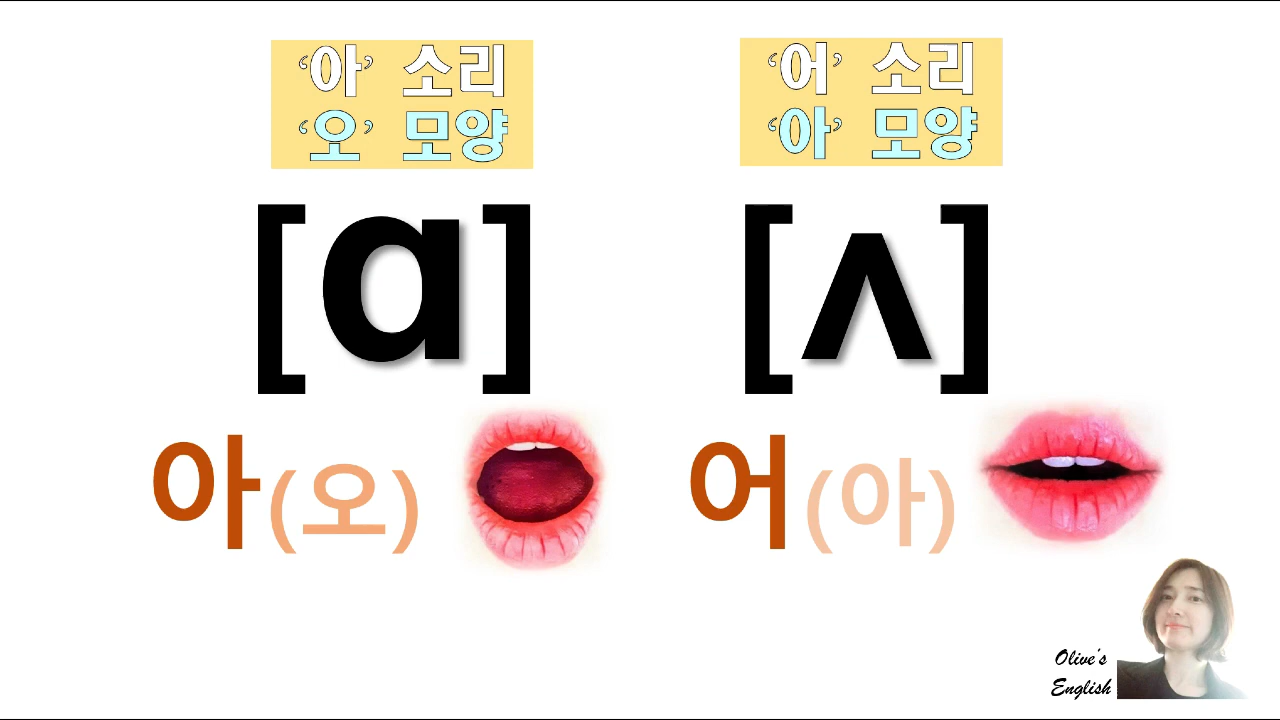 ‘아’ 소리
‘오’ 모양
‘어’ 소리
‘아’ 모양
[ɑ]
[ʌ]
아(오)
어(아)
Olive's
English